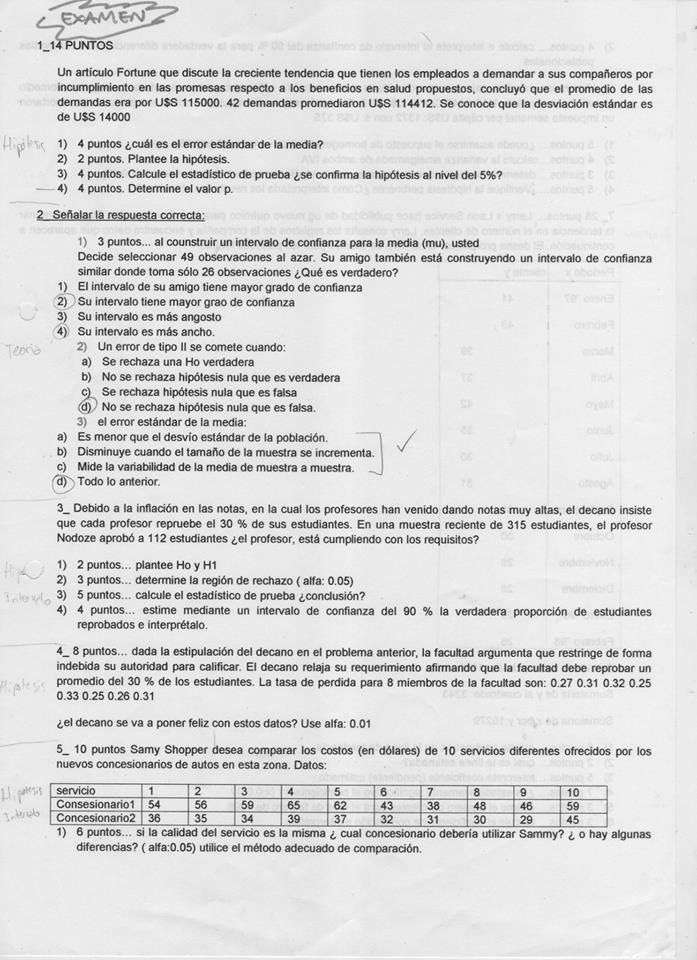 EXAMEN
1_14 PUNTOS
Un artículo Fortune que discute la creciente tendencia que tienen los empleados a demandar a sus compañeros por
incumplimiento en las promesas respecto a los beneficios en salud propuestos, concluyó que el promedio de las
demandas era por U$S 115000. 42 demandas promediaron U$S 114412. Se conoce que la desviación estándar es
de U$S 14000
Hipótesis
1) 4 puntos ¿cuál es el error estándar de la media?
2) 2 puntos. Plantee la hipótesis.
3) 4 puntos. Calcule el estadístico de prueba ¿se confirma la hipótesis al nivel del 5%?
4) 4 puntos. Determine el valor p.
2_ Señalar la respuesta correcta:
1) 3 puntos... al counstruir un intervalo de confianza para la media (mu), usted
Decide seleccionar 49 observaciones al azar. Su amigo también está construyendo un intervalo de confianza
similar donde toma sólo 26 observaciones ¿Qué es verdadero?
1) El intervalo de su amigo tiene mayor grado de confianza
2) Su intervalo tiene mayor grao de confianza
3) Su intervalo es más angosto
4) Su intervalo es más ancho.
Teoria
2) Un error de tipo II se comete cuando:
a) Se rechaza una Ho verdadera
b) No se rechaza hipótesis nula que es verdadera
c) Se rechaza hipótesis nula que es falsa
d) No se rechaza hipótesis nula que es falsa.
3) el error estándar de la media:
a) Es menor que el desvío estándar de la población.
b) Disminuye cuando el tamaño de la muestra se incrementa.
c) Mide la variabilidad de la media de muestra a muestra.
d) Todo lo anterior.
3_ Debido a la inflación en las notas, en la cual los profesores han venido dando notas muy altas, el decano insiste
que cada profesor repruebe el 30 % de sus estudiantes. En una muestra reciente de 315 estudiantes, el profesor
Nodoze aprobó a 112 estudiantes ¿el profesor, está cumpliendo con los requisitos?
1) 2 puntos... plantee Ho y H1
2) 3 puntos... determine la región de rechazo ( alfa: 0.05)
3) 5 puntos... calcule el estadístico de prueba ¿conclusión?
4) 4 puntos... estime mediante un intervalo de confianza del 90 % la verdadera proporción de estudiantes
reprobados e interprétalo.
4_ 8 puntos... dada la estipulación del decano en el problema anterior, la facultad argumenta que restringe de forma
indebida su autoridad para calificar. El decano relaja su requerimiento afirmando que la facultad debe reprobar un
promedio del 30 % de los estudiantes. La tasa de perdida para 8 miembros de la facultad son: 0.27 0.31 0.32 0.25
0.33 0.25 0.26 0.31
Hipotesis
¿el decano se va a poner feliz con estos datos? Use alfa: 0.01
5_ 10 puntos Samy Shopper desea comparar los costos (en dólares) de 10 servicios diferentes ofrecidos por los
nuevos concesionarios de autos en esta zona. Datos:
Hipotesis
Intervalo
servicio 1 2 3 4 5 6 7 8 9 10
Consesionario1 54 56 59 65 62 43 38 48 46 59
Concesionario2 36 35 34 39 37 32 31 30 29 45
1) 6 puntos... si la calidad del servicio es la misma ¿ cual concesionario debería utilizar Sammy? ¿ o hay algunas
diferencias? ( alfa:0.05) utilice el método adecuado de comparación.